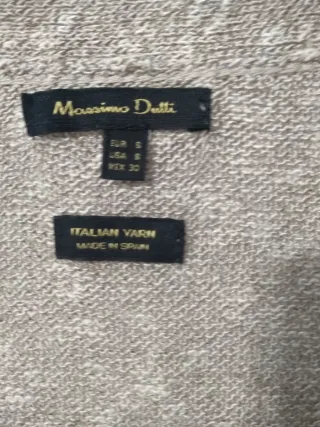 Massimo Dutti
EUR S
USA S
MEX 30
ITALIAN YARN
MADE IN SPAIN